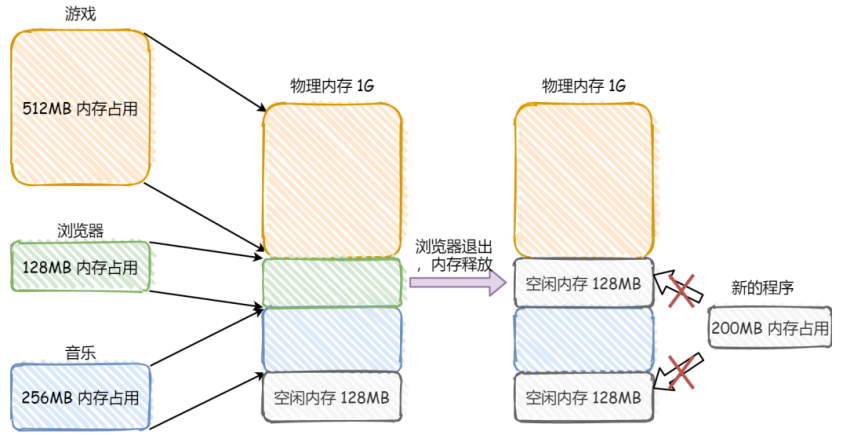 游戏
512MB 内存占用
浏览器
128MB 内存占用
音乐
256MB 内存占用
物理内存 1G
空闲内存 128MB
浏览器退出
，内存释放
物理内存 1G
空闲内存 128MB
空闲内存 128MB
新的程序
200MB 内存占用